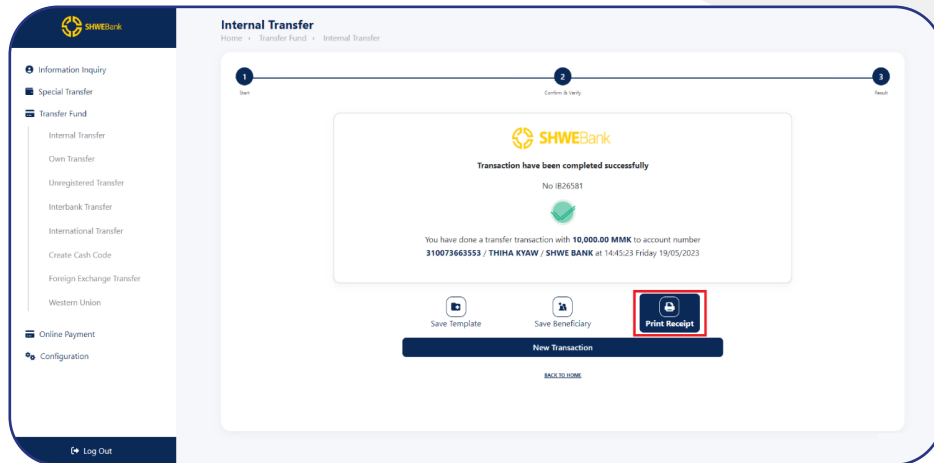 SHWEBank
Information Inquiry
Special Transfer
Transfer Fund
Internal Transfer
Own Transfer
Unregistered Transfer
Interbank Transfer
International Transfer
Create Cash Code
Foreign Exchange Transfer
Western Union
Online Payment
Configuration
Log Out
Internal Transfer
Home › Transfer Fund › Internal Transfer
1
2
3
Start
Confirm & Verify
Result
SHWEBank
Transaction have been completed successfully
No IB26581
You have done a transfer transaction with 10,000.00 MMK to account number
310073663553 / THIHA KYAW / SHWE BANK at 14:45:23 Friday 19/05/2023
Save Template
Save Beneficiary
Print Receipt
New Transaction
BACK TO HOME